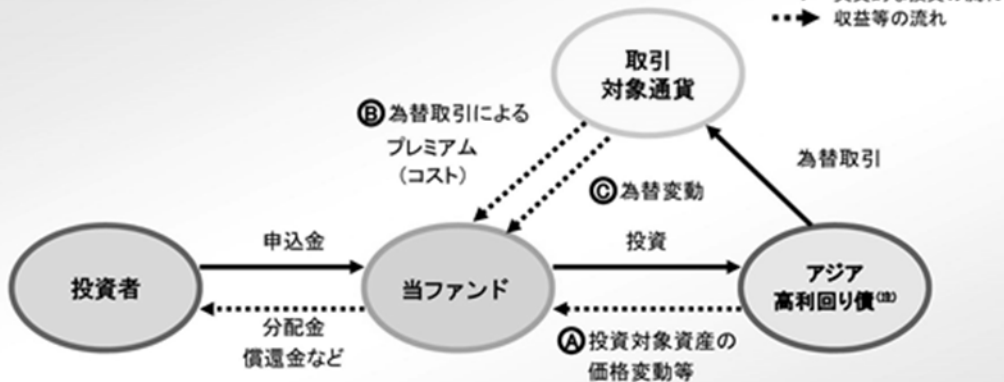 収益等の流れ
取引
対象通貨
Ⓑ為替取引による
プレミアム
(コスト)
為替取引
Ⓒ為替変動
申込金
投資
投資者
当ファンド
アジア
高利回り債(注)
分配金
償還金など
Ⓐ投資対象資産の
価格変動等